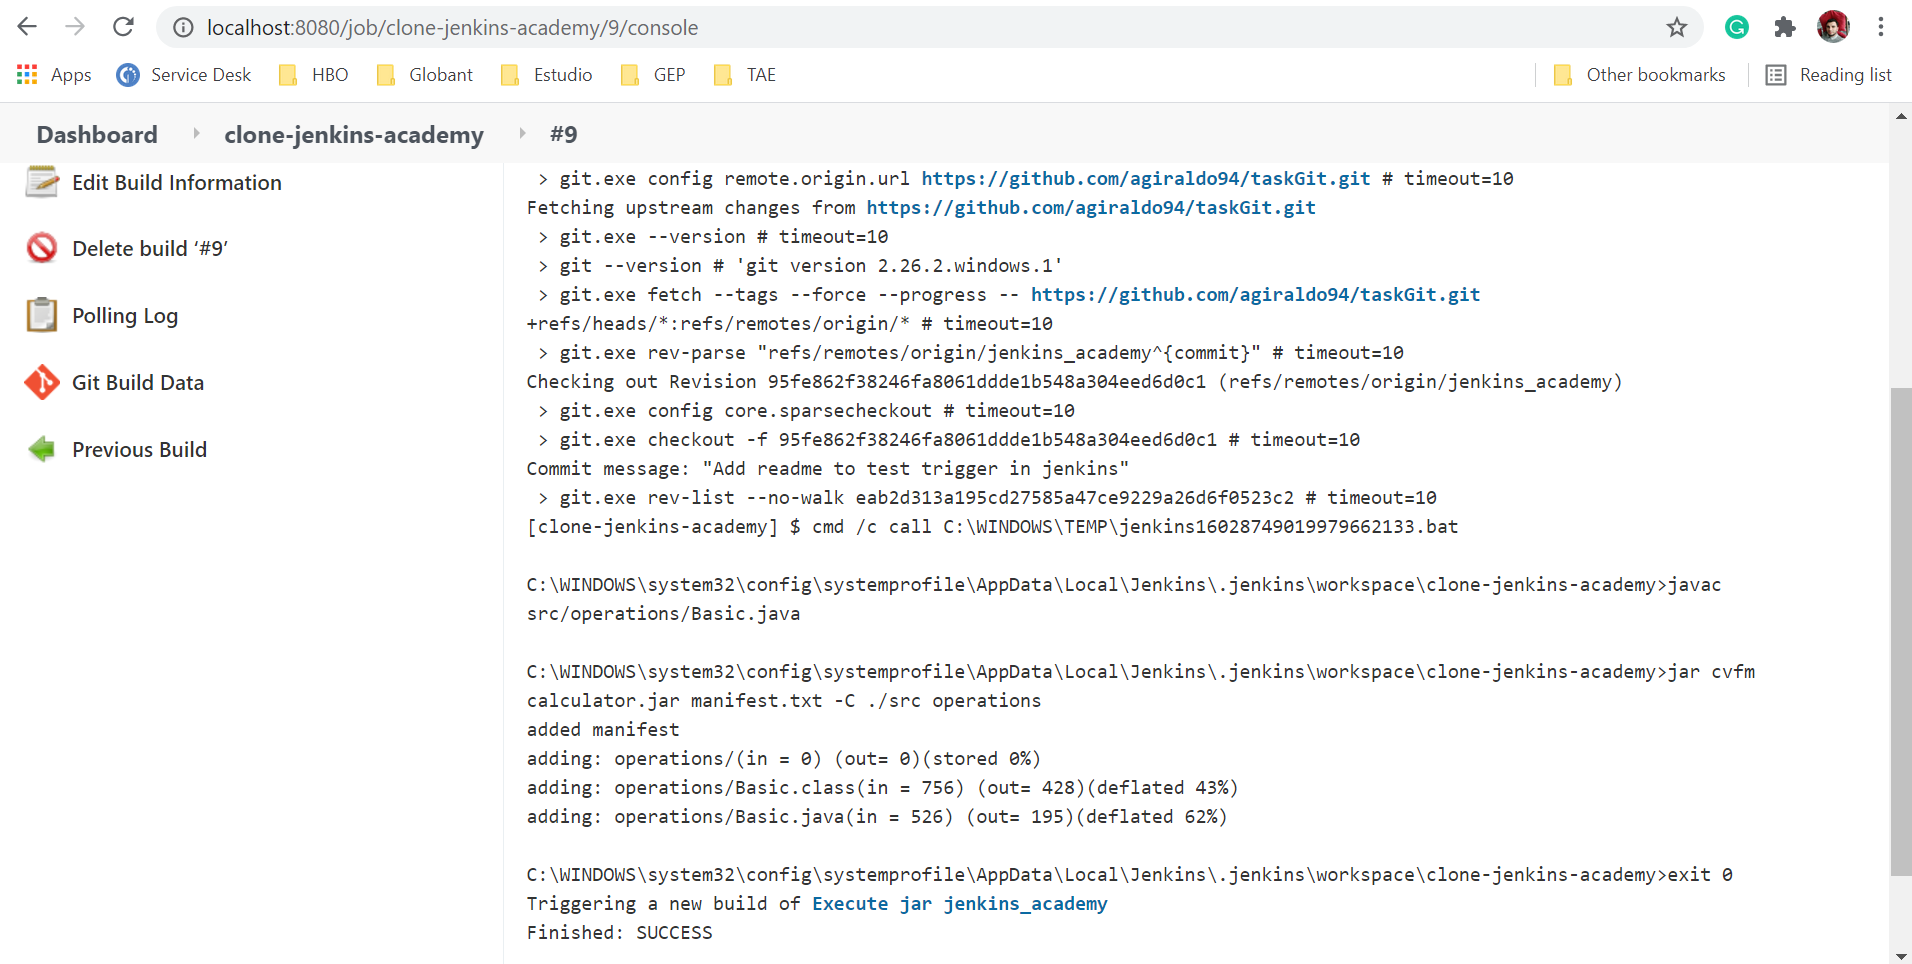 localhost:8080/job/clone-jenkins-academy/9/console
Apps Service Desk HBO Globant Estudio GEP TAE Other bookmarks Reading list
Dashboard clone-jenkins-academy #9
Edit Build Information
Delete build ‘#9’
Polling Log
Git Build Data
Previous Build
> git.exe config remote.origin.url https://github.com/agiraldo94/taskGit.git # timeout=10
Fetching upstream changes from https://github.com/agiraldo94/taskGit.git
> git.exe --version # timeout=10
> git --version # 'git version 2.26.2.windows.1'
> git.exe fetch --tags --force --progress -- https://github.com/agiraldo94/taskGit.git
+refs/heads/*:refs/remotes/origin/* # timeout=10
> git.exe rev-parse "refs/remotes/origin/jenkins_academy^{commit}" # timeout=10
Checking out Revision 95fe862f38246fa8061ddde1b548a304eed6d0c1 (refs/remotes/origin/jenkins_academy)
> git.exe config core.sparsecheckout # timeout=10
> git.exe checkout -f 95fe862f38246fa8061ddde1b548a304eed6d0c1 # timeout=10
Commit message: "Add readme to test trigger in jenkins"
> git.exe rev-list --no-walk eab2d313a195cd27585a47ce9229a26d6f0523c2 # timeout=10
[clone-jenkins-academy] $ cmd /c call C:\WINDOWS\TEMP\jenkins16028749019979662133.bat
C:\WINDOWS\system32\config\systemprofile\AppData\Local\Jenkins\.jenkins\workspace\clone-jenkins-academy>javac
src/operations/Basic.java
C:\WINDOWS\system32\config\systemprofile\AppData\Local\Jenkins\.jenkins\workspace\clone-jenkins-academy>jar cvfm
calculator.jar manifest.txt -C ./src operations
added manifest
adding: operations/(in = 0) (out= 0)(stored 0%)
adding: operations/Basic.class(in = 756) (out= 428)(deflated 43%)
adding: operations/Basic.java(in = 526) (out= 195)(deflated 62%)
C:\WINDOWS\system32\config\systemprofile\AppData\Local\Jenkins\.jenkins\workspace\clone-jenkins-academy>exit 0
Triggering a new build of Execute jar jenkins_academy
Finished: SUCCESS